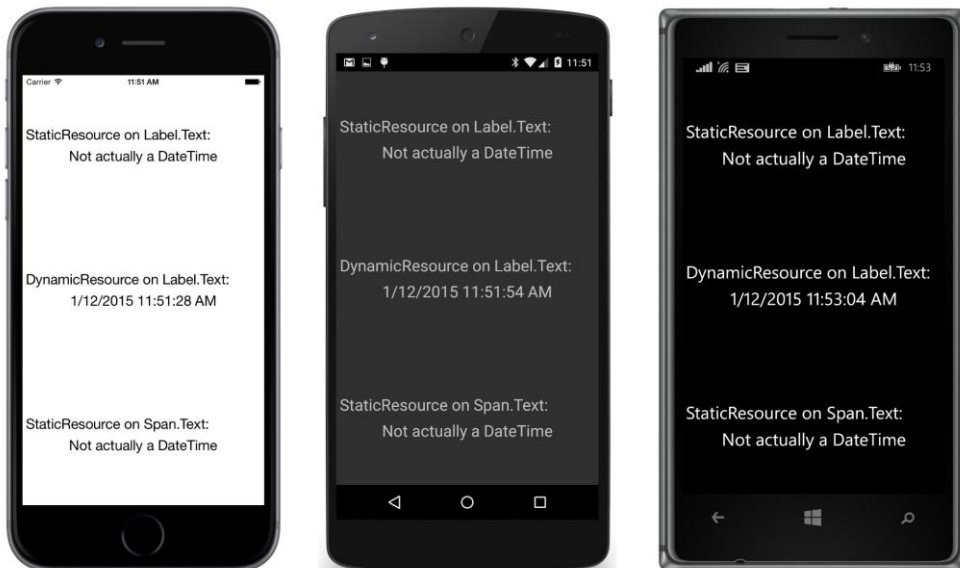 Carrier 11:51 AM
StaticResource on Label.Text:
Not actually a DateTime
DynamicResource on Label.Text:
1/12/2015 11:51:28 AM
StaticResource on Span.Text:
Not actually a DateTime
11:51
StaticResource on Label.Text:
Not actually a DateTime
DynamicResource on Label.Text:
1/12/2015 11:51:54 AM
StaticResource on Span.Text:
Not actually a DateTime
11:53
StaticResource on Label.Text:
Not actually a DateTime
DynamicResource on Label.Text:
1/12/2015 11:53:04 AM
StaticResource on Span.Text:
Not actually a DateTime